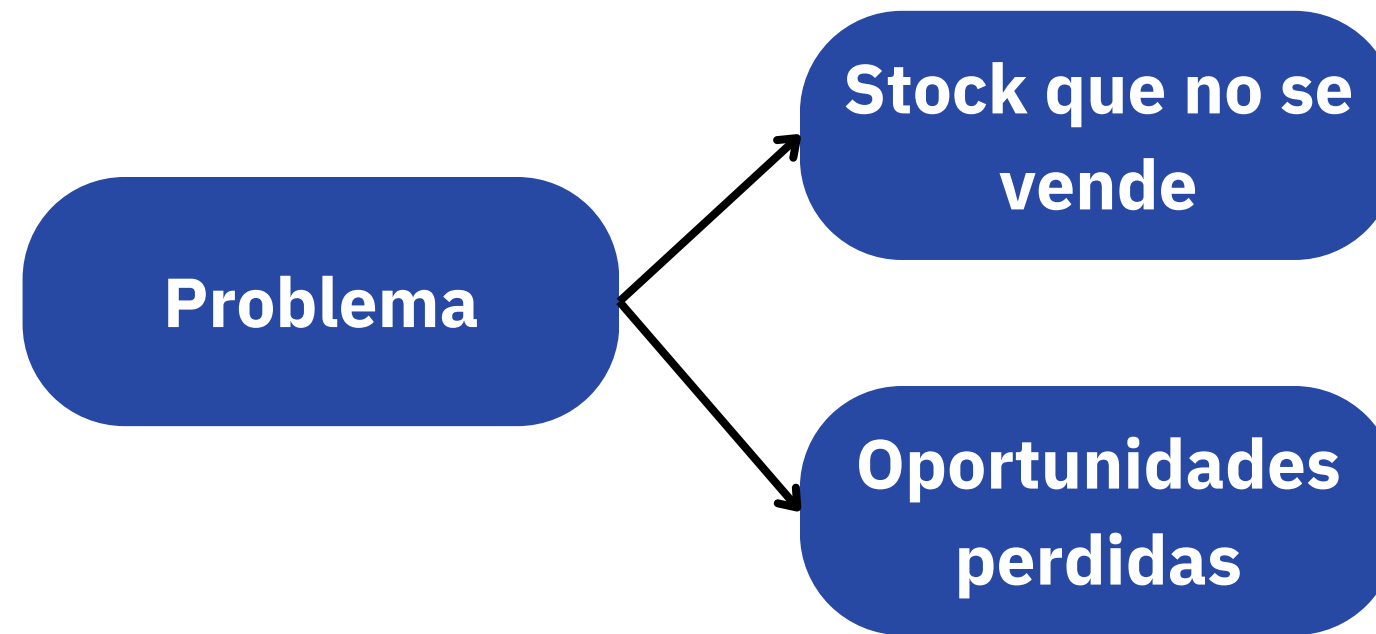 Problema
Stock que no se
vende
Oportunidades
perdidas